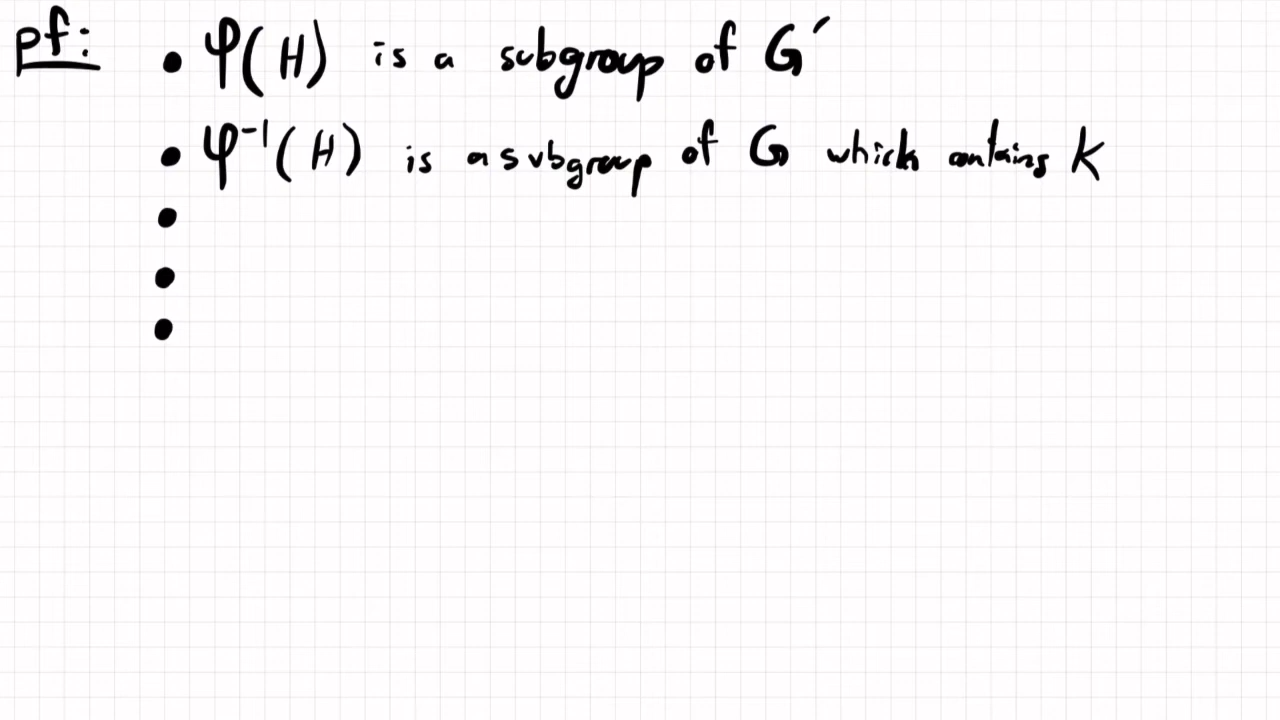 pf: • φ(H) is a subgroup of G′
• φ⁻¹(H) is a subgroup of G which contains K
•
•
•